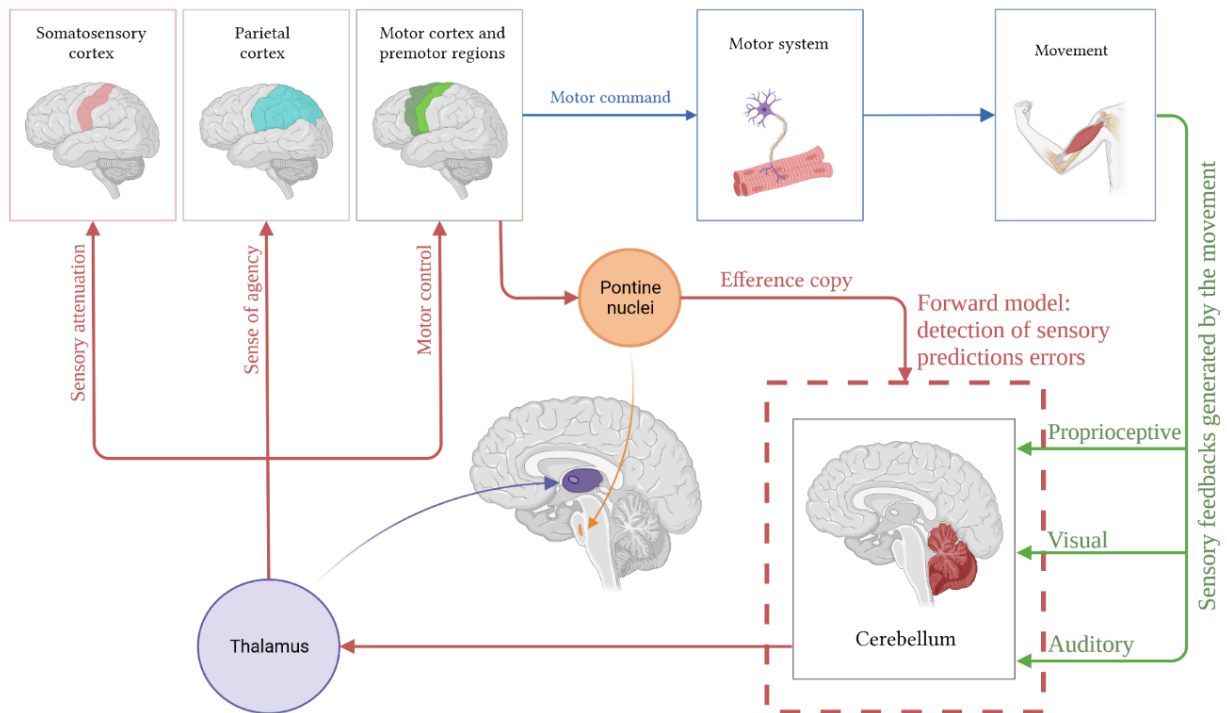 Somatosensory
cortex
Parietal
cortex
Motor cortex and
premotor regions
Motor command
Motor system
Movement
Sensory attenuation
Sense of agency
Motor control
Pontine
nuclei
Efference copy
Forward model:
detection of sensory
predictions errors
Sensory feedbacks generated by the movement
Proprioceptive
Visual
Auditory
Cerebellum
Thalamus